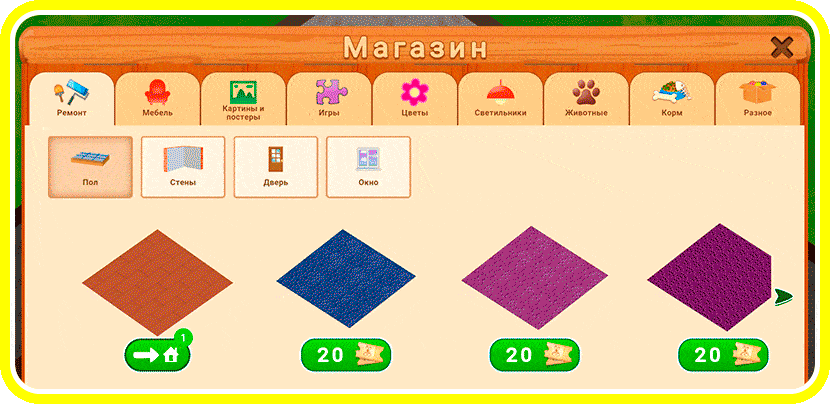 Магазин
Ремонт
Мебель
Картины и
постеры
Игры
Цветы
Светильники
Животные
Корм
Разное
Пол
Стены
Дверь
Окно
1
20
20
20